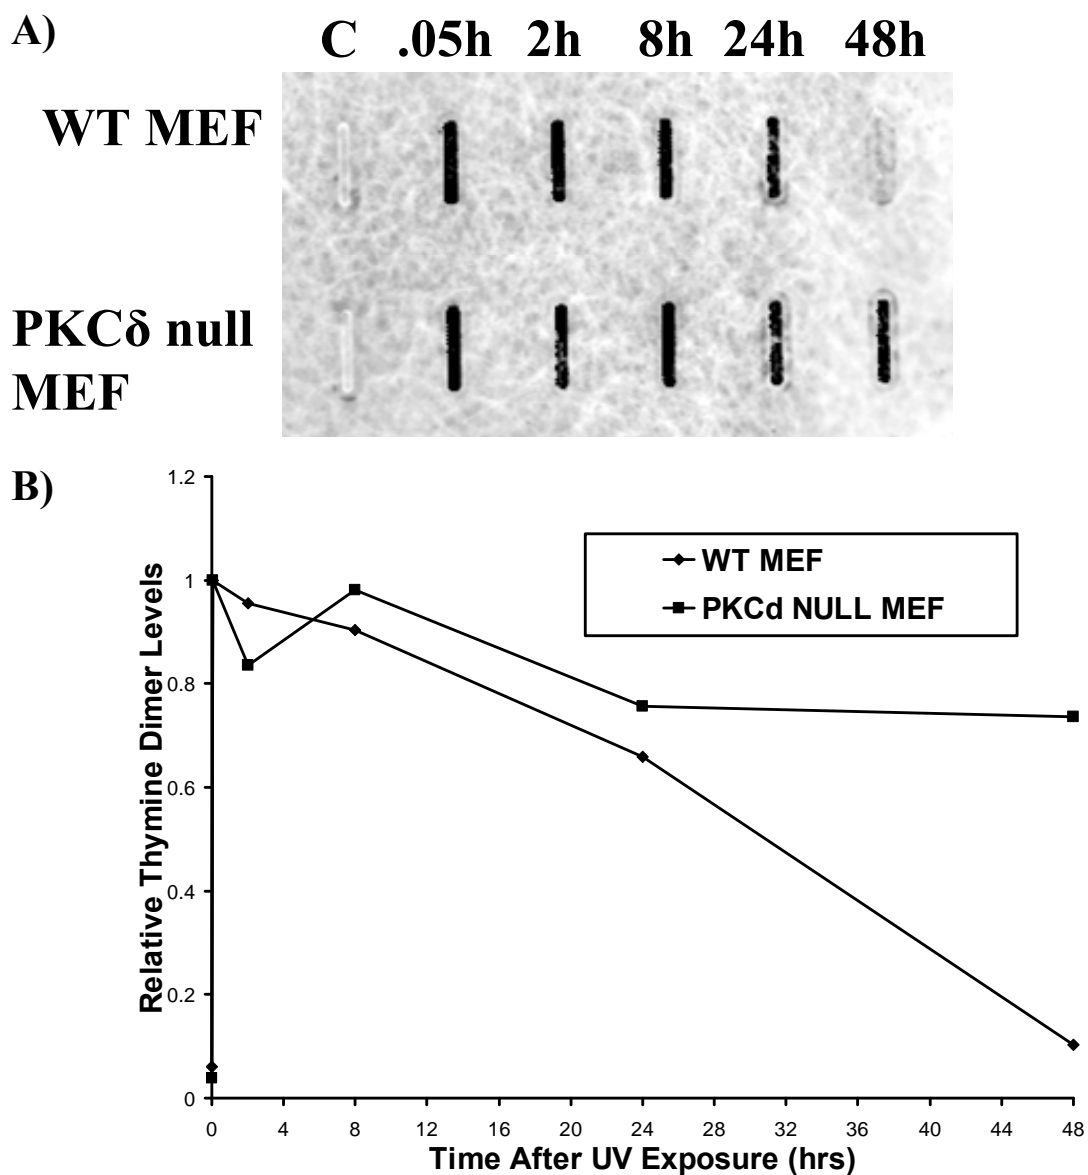 A)
C .05h 2h 8h 24h 48h
WT MEF
PKCδ null
MEF
B)
Relative Thymine Dimer Levels
1.2
1
0.8
0.6
0.4
0.2
0
WT MEF
PKCd NULL MEF
0 4 8 12 16 20 24 28 32 36 40 44 48
Time After UV Exposure (hrs)